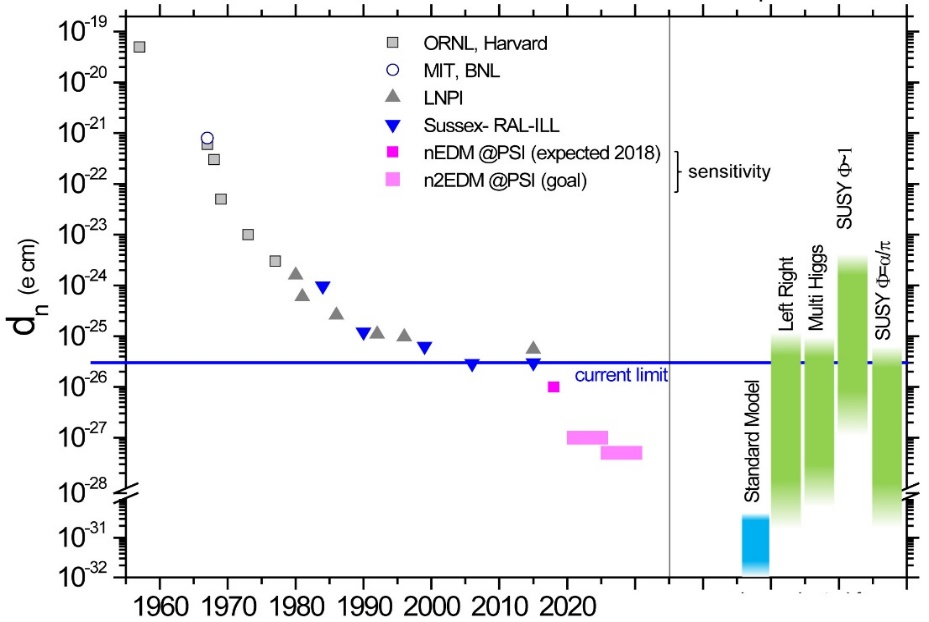 10-19
10-20
10-21
10-22
10-23
10-24
10-25
10-26
10-27
10-28
10-31
10-32
dn (e cm)
ORNL, Harvard
MIT, BNL
LNPI
Sussex- RAL-ILL
nEDM @PSI (expected 2018)
n2EDM @PSI (goal)
sensitivity
current limit
Standard Model
Left Right
Multi Higgs
SUSY Φ~1
SUSY Φ=α/π
1960 1970 1980 1990 2000 2010 2020